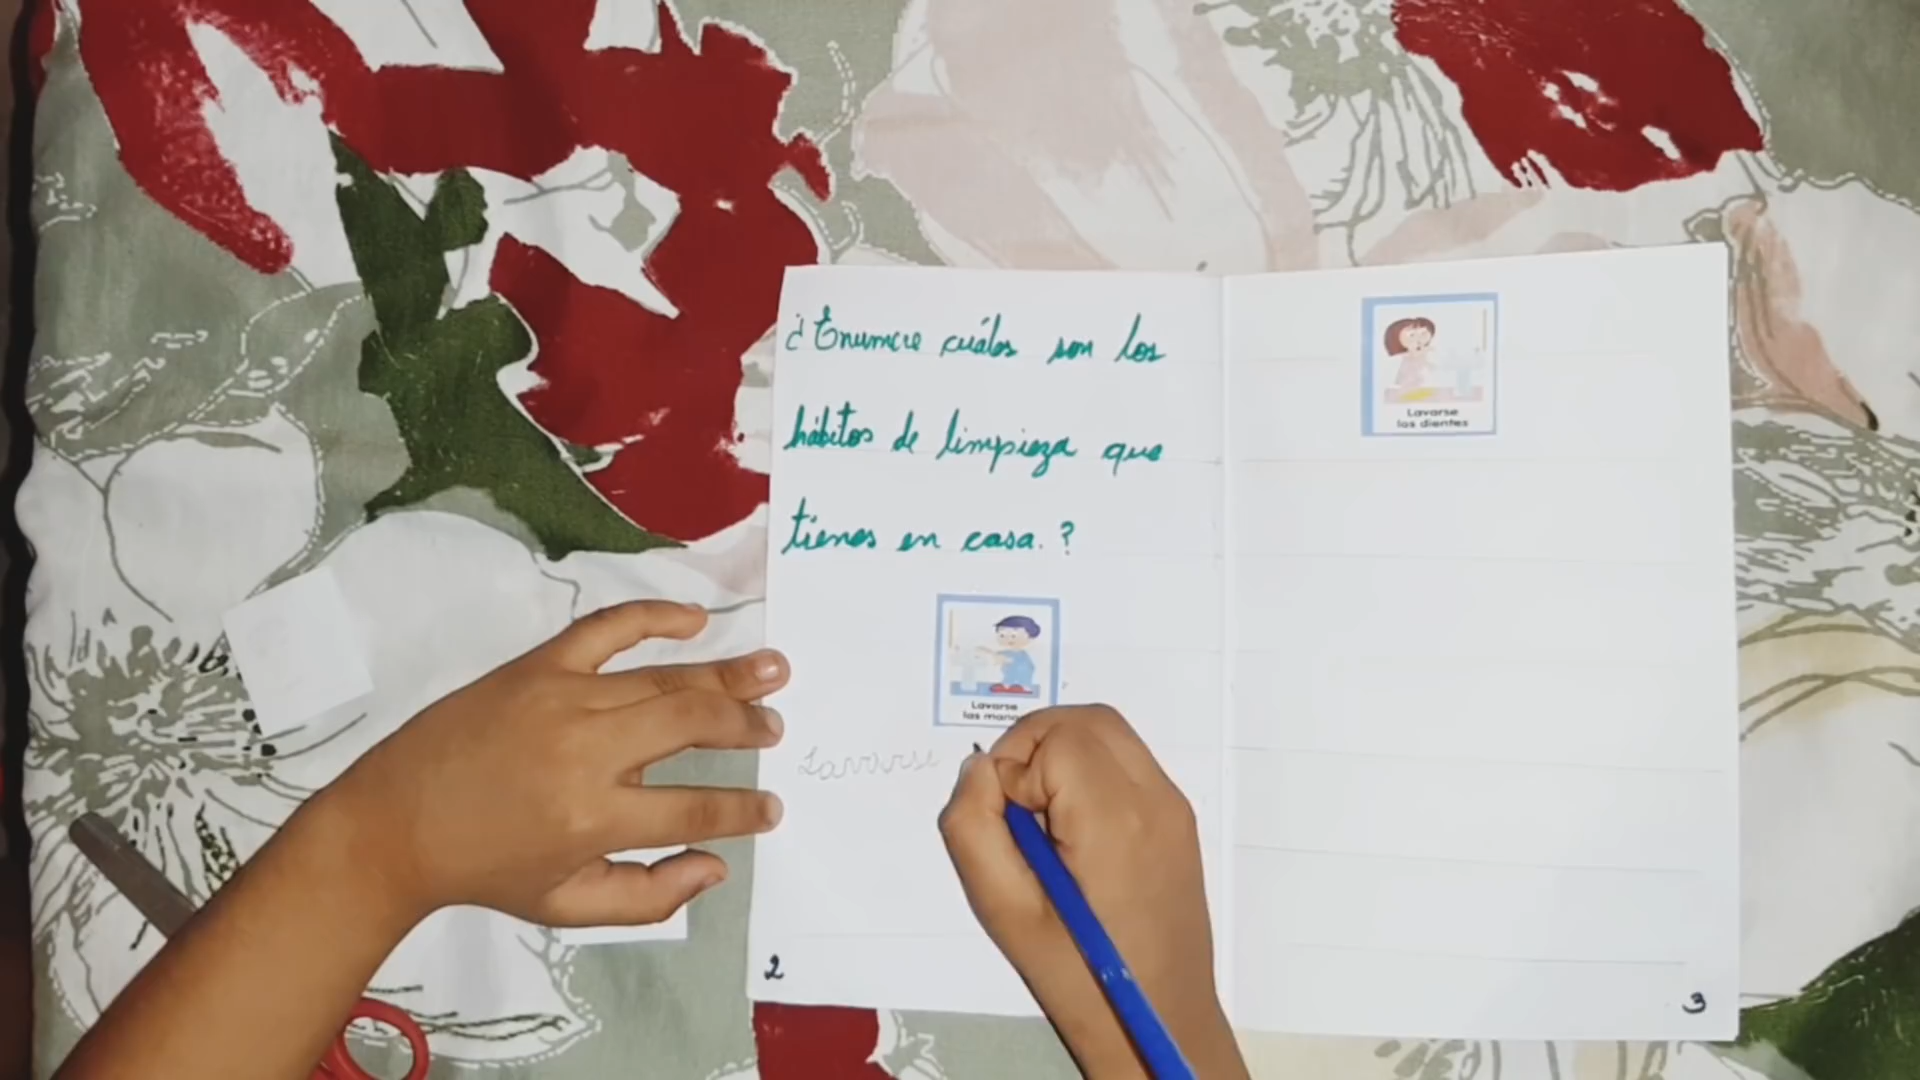 ¿Enumere cuáles son los
hábitos de limpieza que
tienes en casa.?
Lavarse
las manos
Lavarse
2
Lavarse
los dientes
3